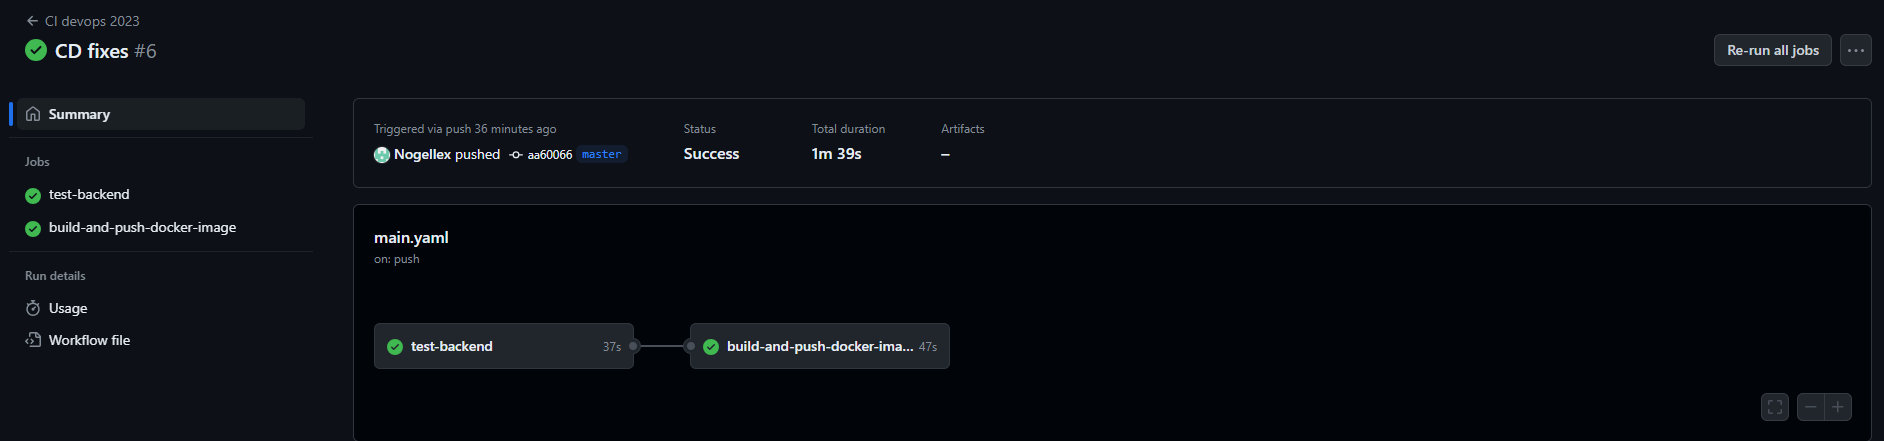 CI devops 2023
CD fixes #6
Re-run all jobs
Summary
Jobs
test-backend
build-and-push-docker-image
Run details
Usage
Workflow file
Triggered via push 36 minutes ago
Nogellex pushed aa60066 master
Status
Success
Total duration
1m 39s
Artifacts
–
main.yaml
on: push
test-backend 37s
build-and-push-docker-ima... 47s